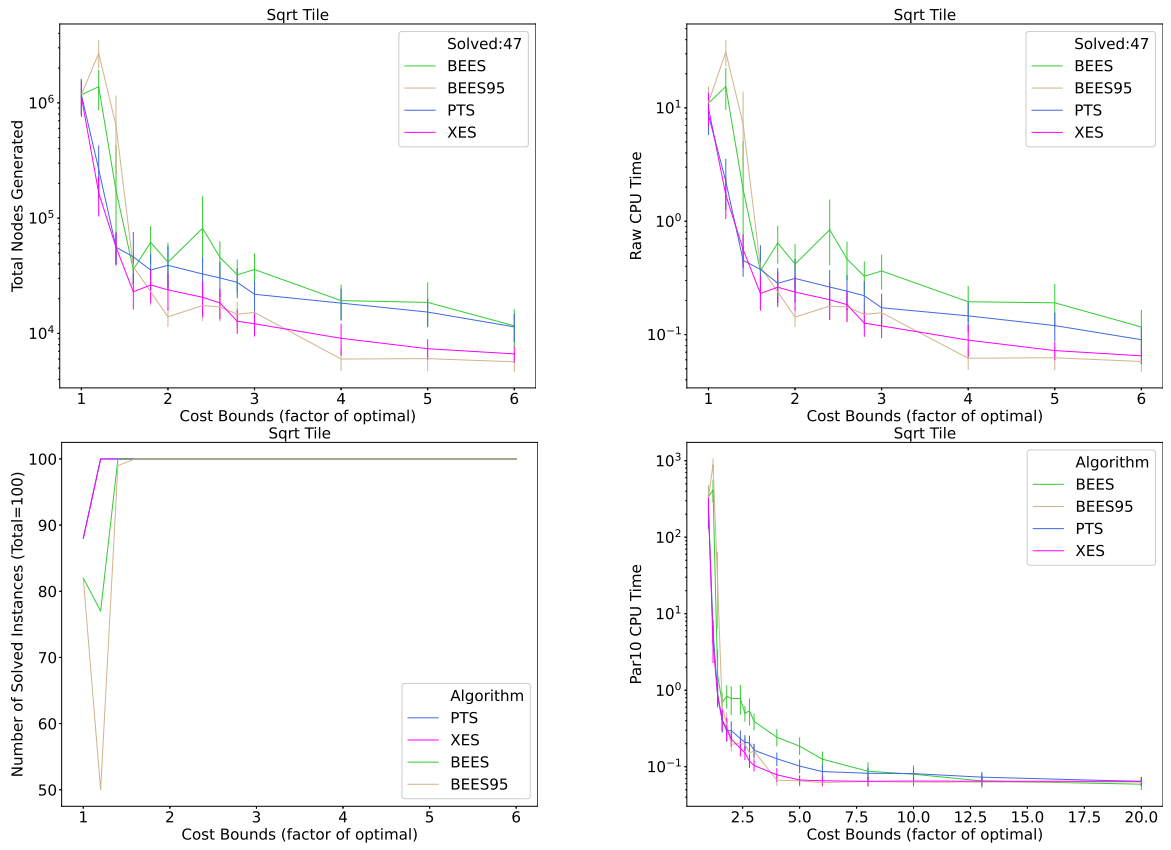 Sqrt Tile
Total Nodes Generated
10^6
10^5
10^4
Solved:47
BEES
BEES95
PTS
XES
1 2 3 4 5 6
Cost Bounds (factor of optimal)
Sqrt Tile
Raw CPU Time
10^1
10^0
10^−1
Solved:47
BEES
BEES95
PTS
XES
1 2 3 4 5 6
Cost Bounds (factor of optimal)
Sqrt Tile
Number of Solved Instances (Total=100)
100
90
80
70
60
50
Algorithm
PTS
XES
BEES
BEES95
1 2 3 4 5 6
Cost Bounds (factor of optimal)
Sqrt Tile
Par10 CPU Time
10^3
10^2
10^1
10^0
10^−1
Algorithm
BEES
BEES95
PTS
XES
2.5 5.0 7.5 10.0 12.5 15.0 17.5 20.0
Cost Bounds (factor of optimal)